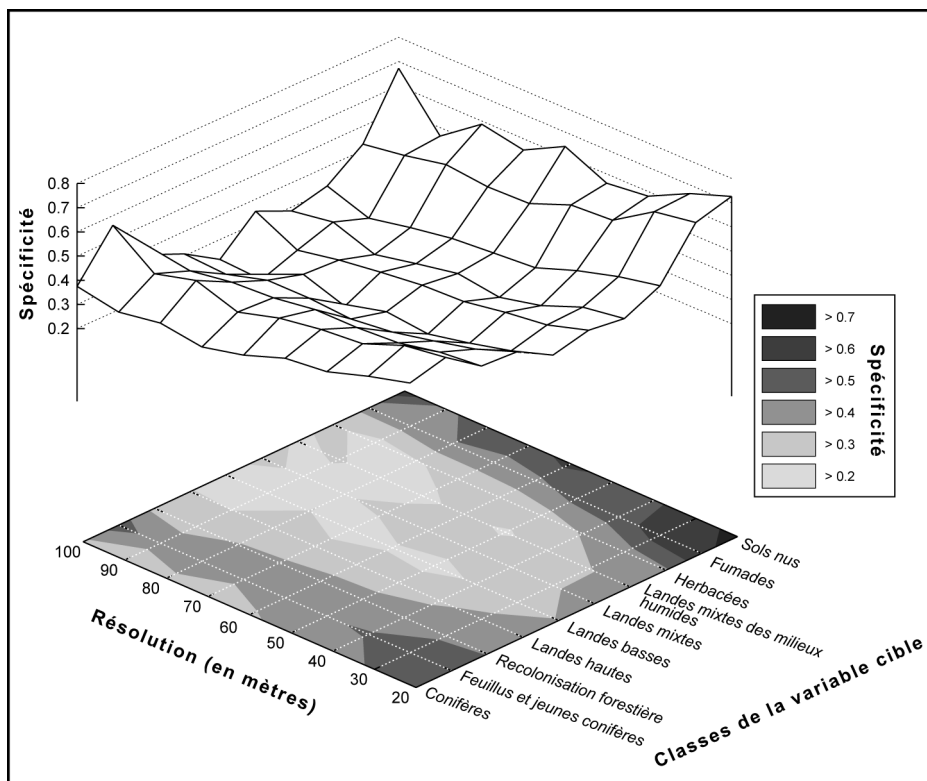 Spécificité
0.8
0.7
0.6
0.5
0.4
0.3
0.2
> 0.7
> 0.6
> 0.5
> 0.4
> 0.3
> 0.2
Spécificité
100
90
80
70
60
50
40
30
20
Résolution (en mètres)
Sols nus
Fumades
Herbacées
Landes mixtes des milieux
humides
Landes mixtes
Landes basses
Landes hautes
Recolonisation forestière
Feuillus et jeunes conifères
Conifères
Classes de la variable cible